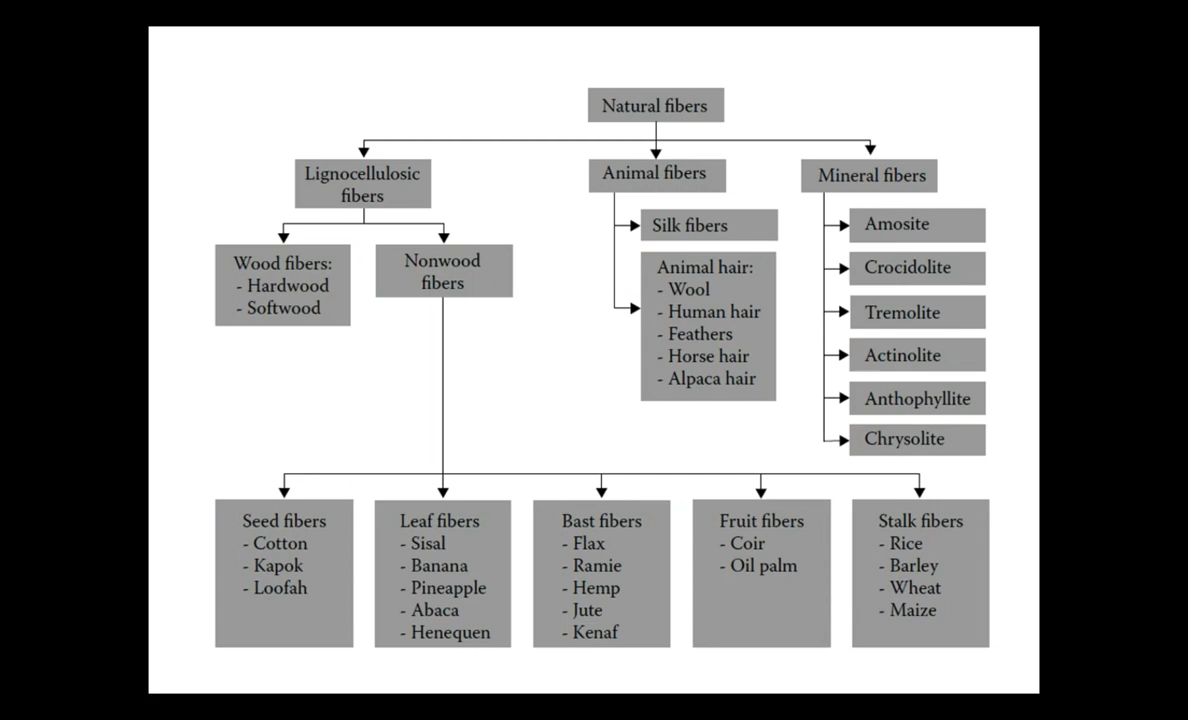 Natural fibers
Lignocellulosic
fibers
Animal fibers
Mineral fibers
Wood fibers:
- Hardwood
- Softwood
Nonwood
fibers
Silk fibers
Animal hair:
- Wool
- Human hair
- Feathers
- Horse hair
- Alpaca hair
Amosite
Crocidolite
Tremolite
Actinolite
Anthophyllite
Chrysolite
Seed fibers
- Cotton
- Kapok
- Loofah
Leaf fibers
- Sisal
- Banana
- Pineapple
- Abaca
- Henequen
Bast fibers
- Flax
- Ramie
- Hemp
- Jute
- Kenaf
Fruit fibers
- Coir
- Oil palm
Stalk fibers
- Rice
- Barley
- Wheat
- Maize